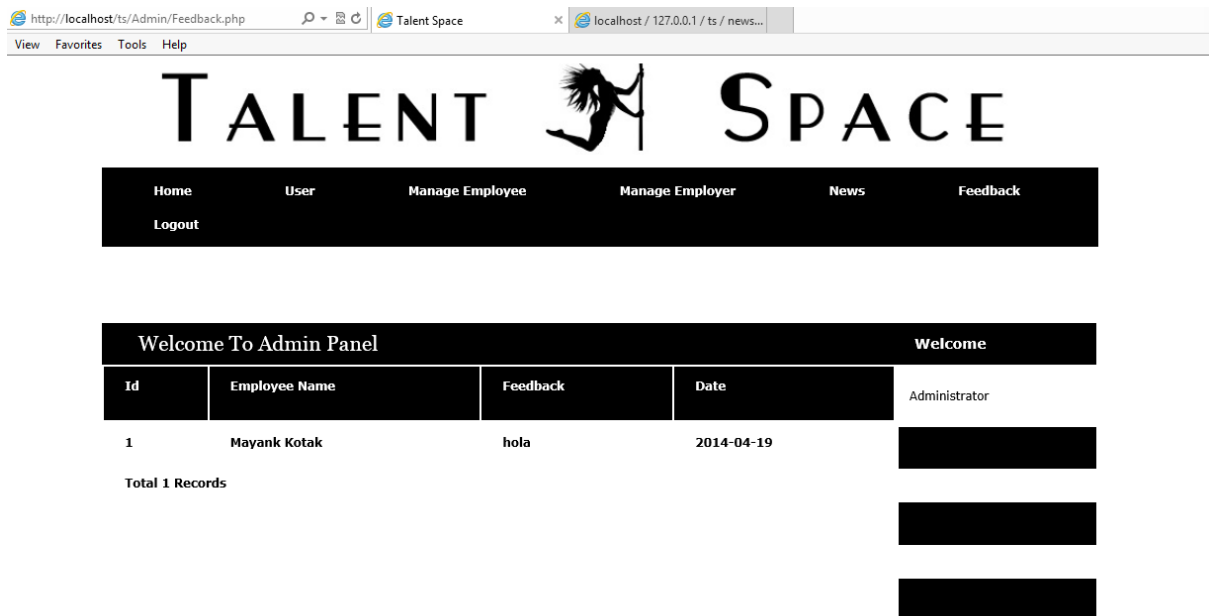 http://localhost/ts/Admin/Feedback.php
Talent Space
localhost / 127.0.0.1 / ts / news...
View Favorites Tools Help
TALENT SPACE
Home User Manage Employee Manage Employer News Feedback
Logout
Welcome To Admin Panel Welcome
Id Employee Name Feedback Date
Administrator
1 Mayank Kotak hola 2014-04-19
Total 1 Records